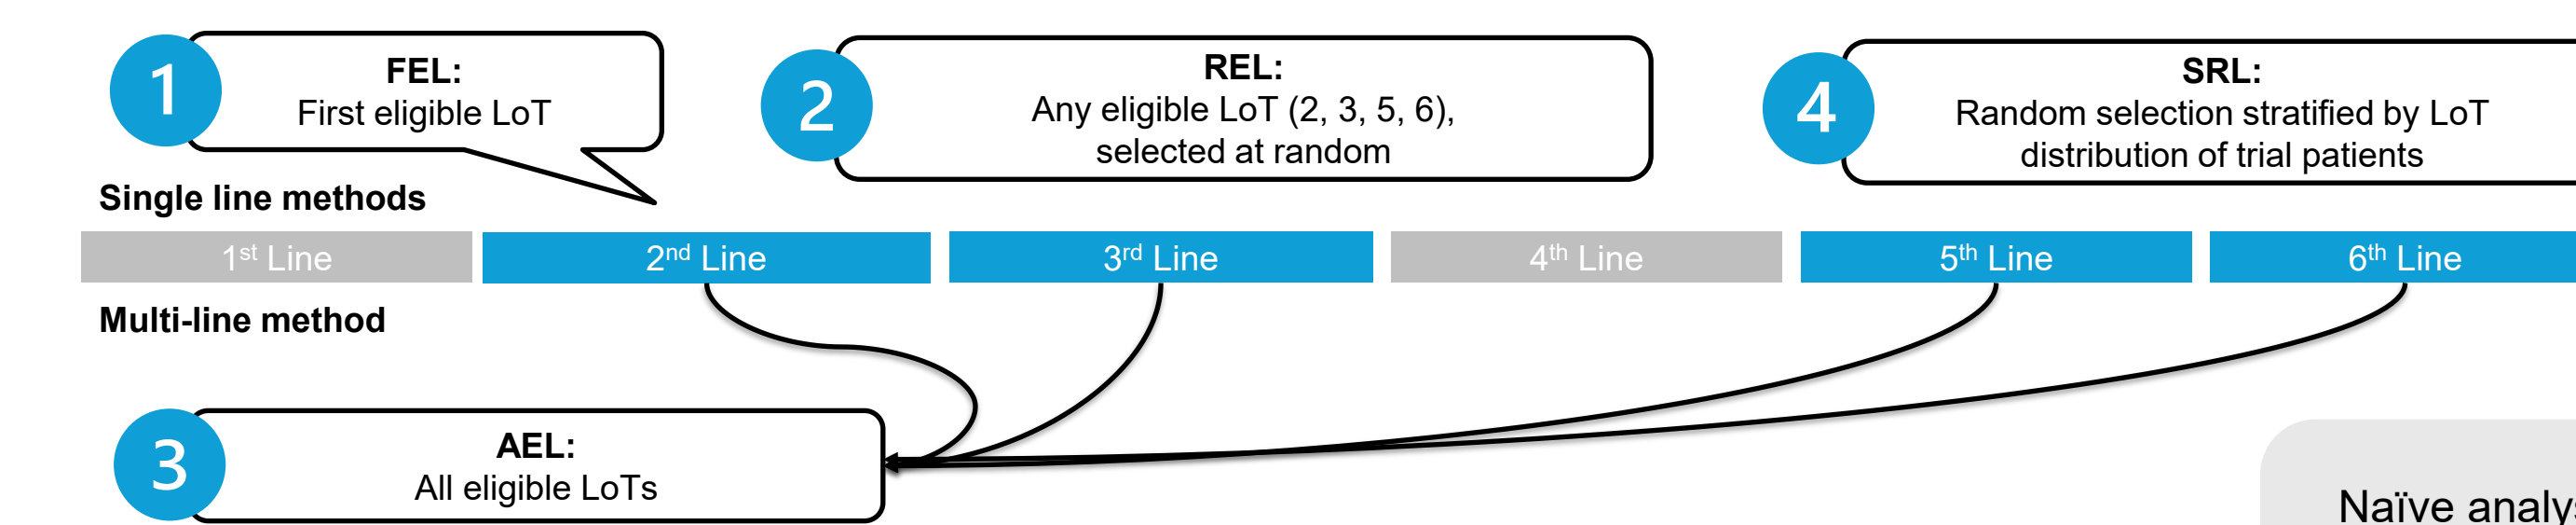 1
FEL:
First eligible LoT
2
REL:
Any eligible LoT (2, 3, 5, 6),
selected at random
4
SRL:
Random selection stratified by LoT
distribution of trial patients
Single line methods
1st Line
2nd Line
3rd Line
4th Line
5th Line
6th Line
Multi-line method
3
AEL:
All eligible LoTs
Naïve